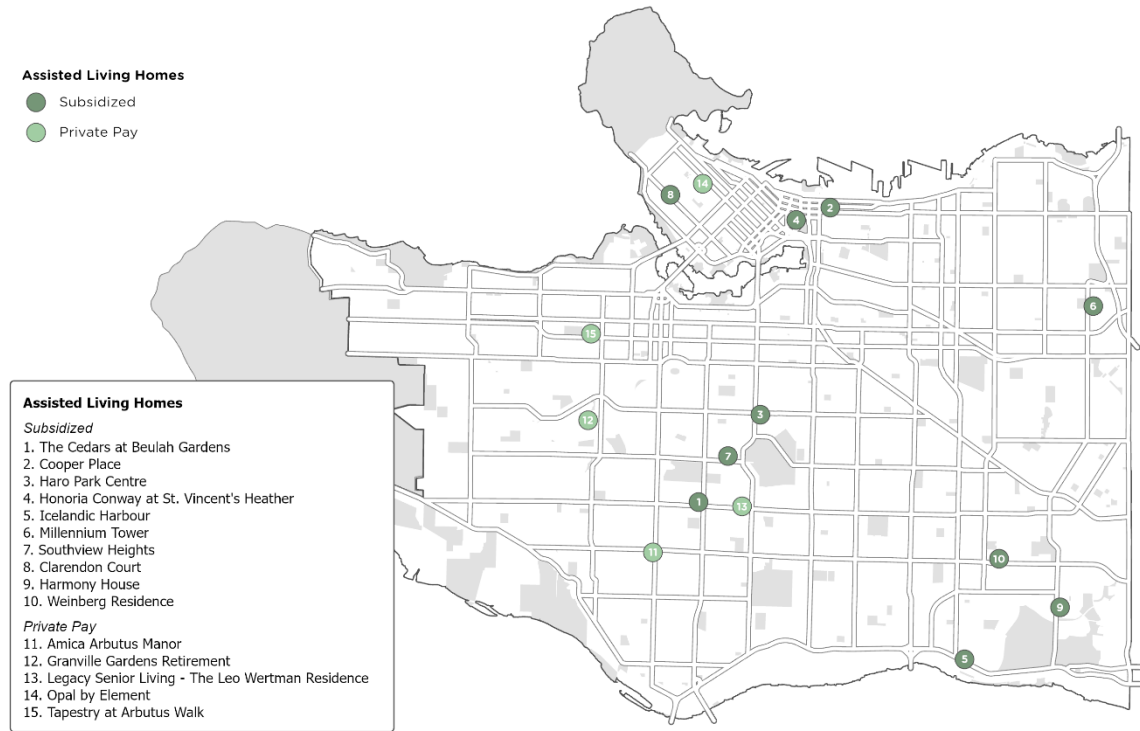 Assisted Living Homes
Subsidized
Private Pay
14
8
2
4
6
15
12
3
7
1
13
11
10
9
5
Assisted Living Homes
Subsidized
1. The Cedars at Beulah Gardens
2. Cooper Place
3. Haro Park Centre
4. Honoria Conway at St. Vincent's Heather
5. Icelandic Harbour
6. Millennium Tower
7. Southview Heights
8. Clarendon Court
9. Harmony House
10. Weinberg Residence
Private Pay
11. Amica Arbutus Manor
12. Granville Gardens Retirement
13. Legacy Senior Living - The Leo Wertman Residence
14. Opal by Element
15. Tapestry at Arbutus Walk